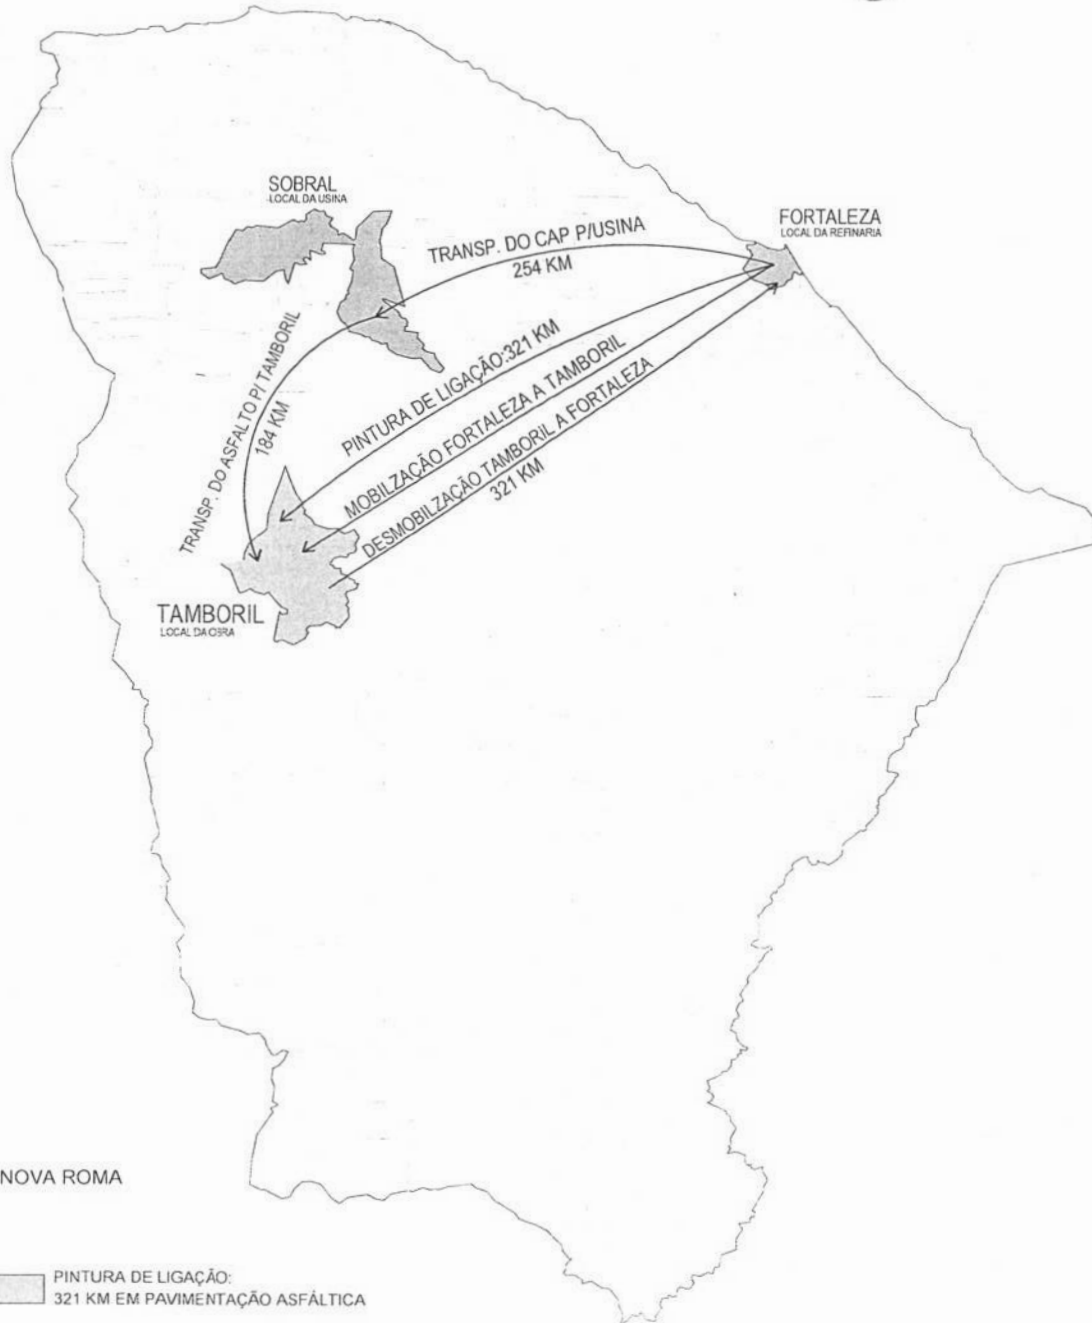 SOBRAL
LOCAL DA USINA
FORTALEZA
LOCAL DA REFINARIA
TRANSP. DO CAP P/USINA
254 KM
TRANSP. DO ASFALTO P/ TAMBORIL
184 KM
PINTURA DE LIGAÇÃO:321 KM
MOBILZAÇÃO FORTALEZA A TAMBORIL
DESMOBILZAÇÃO TAMBORIL A FORTALEZA
321 KM
TAMBORIL
LOCAL DA OBRA
NOVA ROMA
PINTURA DE LIGAÇÃO:
321 KM EM PAVIMENTAÇÃO ASFÁLTICA